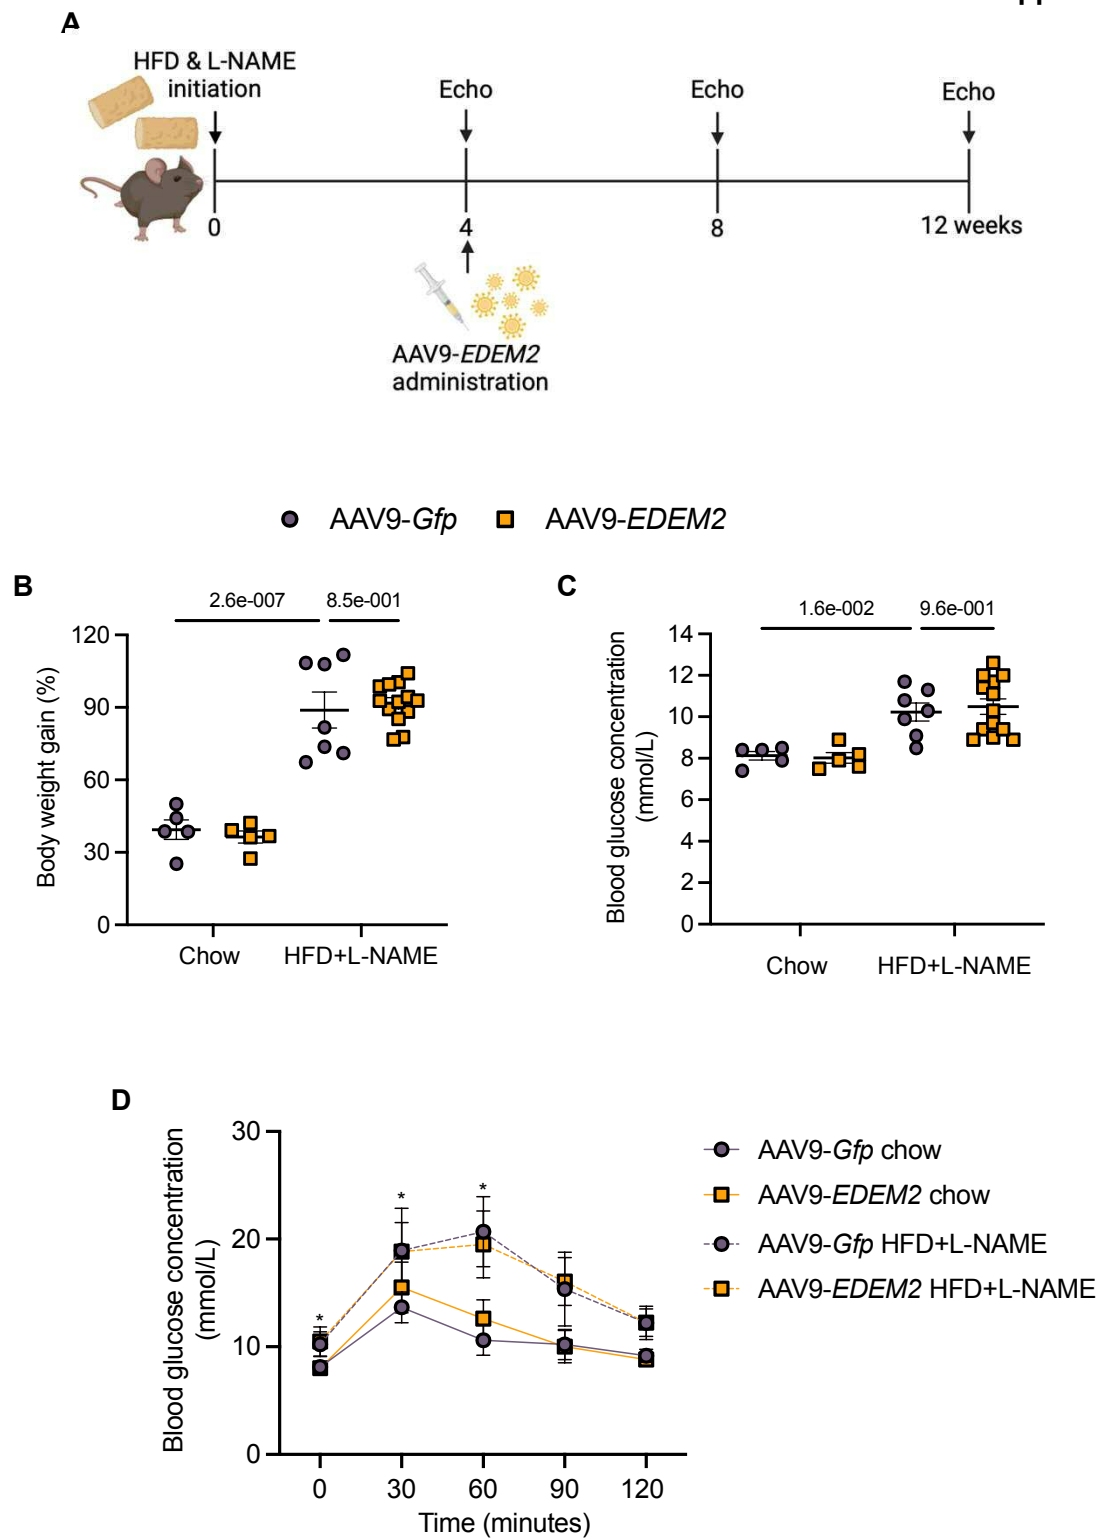 A
HFD & L-NAME
initiation
Echo
Echo
Echo
0
4
8
12 weeks
AAV9-EDEM2
administration
AAV9-Gfp
AAV9-EDEM2
B
2.6e-007
8.5e-001
Body weight gain (%)
120
90
60
30
0
Chow
HFD+L-NAME
C
1.6e-002
9.6e-001
Blood glucose concentration
(mmol/L)
14
12
10
8
6
4
2
0
Chow
HFD+L-NAME
D
Blood glucose concentration
(mmol/L)
30
20
10
0
*
*
*
0
30
60
90
120
Time (minutes)
AAV9-Gfp chow
AAV9-EDEM2 chow
AAV9-Gfp HFD+L-NAME
AAV9-EDEM2 HFD+L-NAME